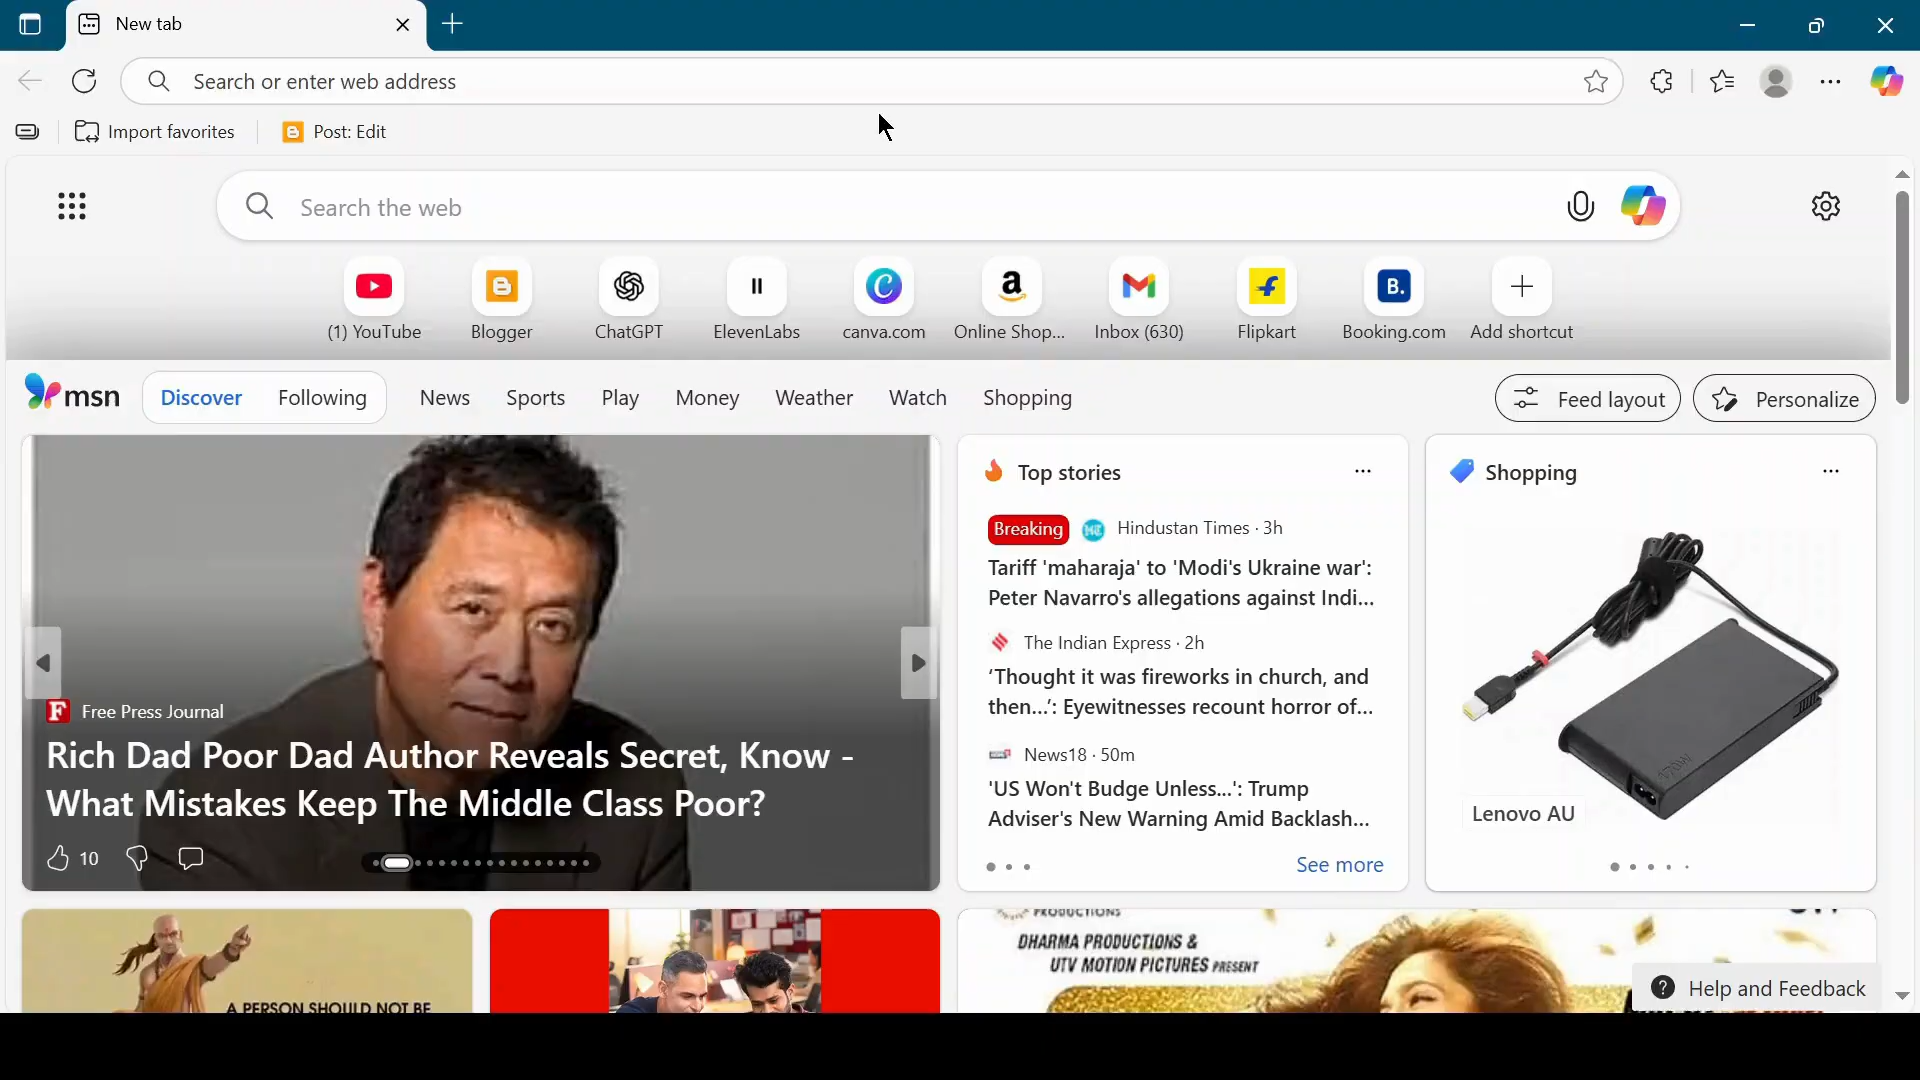 New tab
Search or enter web address
Import favorites
Post: Edit
Search the web
(1) YouTube
Blogger
ChatGPT
ElevenLabs
canva.com
Online Shop...
Inbox (630)
Flipkart
Booking.com
Add shortcut
msn
Discover
Following
News
Sports
Play
Money
Weather
Watch
Shopping
Feed layout
Personalize
Free Press Journal
Rich Dad Poor Dad Author Reveals Secret, Know -
What Mistakes Keep The Middle Class Poor?
10
Top stories
Breaking
Hindustan Times · 3h
Tariff 'maharaja' to 'Modi's Ukraine war':
Peter Navarro's allegations against Indi...
The Indian Express · 2h
‘Thought it was fireworks in church, and
then...’: Eyewitnesses recount horror of...
News18 · 50m
'US Won't Budge Unless...': Trump
Adviser's New Warning Amid Backlash...
See more
Shopping
170W
Lenovo AU
A PERSON SHOULD NOT BE
PRODUCTIONS
DHARMA PRODUCTIONS &
UTV MOTION PICTURES PRESENT
Help and Feedback